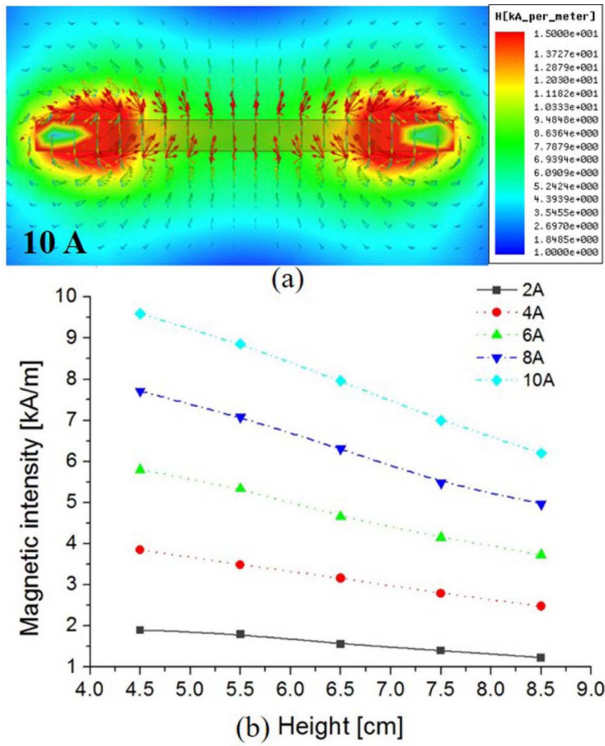 H[kA_per_meter]
1.5000e+001
1.3727e+001
1.2879e+001
1.2030e+001
1.1182e+001
1.0333e+001
9.4848e+000
8.6364e+000
7.7879e+000
6.9394e+000
6.0909e+000
5.2424e+000
4.3939e+000
3.5455e+000
2.6970e+000
1.8485e+000
1.0000e+000
10 A
(a)
2A
4A
6A
8A
10A
Magnetic intensity [kA/m]
10
9
8
7
6
5
4
3
2
1
4.0 4.5 5.0 5.5 6.0 6.5 7.0 7.5 8.0 8.5 9.0
(b) Height [cm]